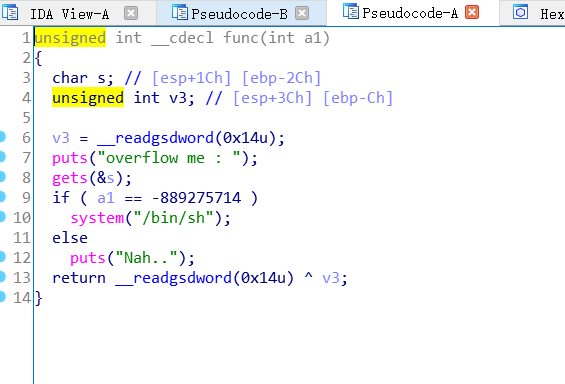 IDA View-A Pseudocode-B Pseudocode-A Hex
1 unsigned int __cdecl func(int a1)
2 {
3 char s; // [esp+1Ch] [ebp-2Ch]
4 unsigned int v3; // [esp+3Ch] [ebp-Ch]
5
6 v3 = __readgsdword(0x14u);
7 puts("overflow me : ");
8 gets(&s);
9 if ( a1 == -889275714 )
10 system("/bin/sh");
11 else
12 puts("Nah..");
13 return __readgsdword(0x14u) ^ v3;
14 }